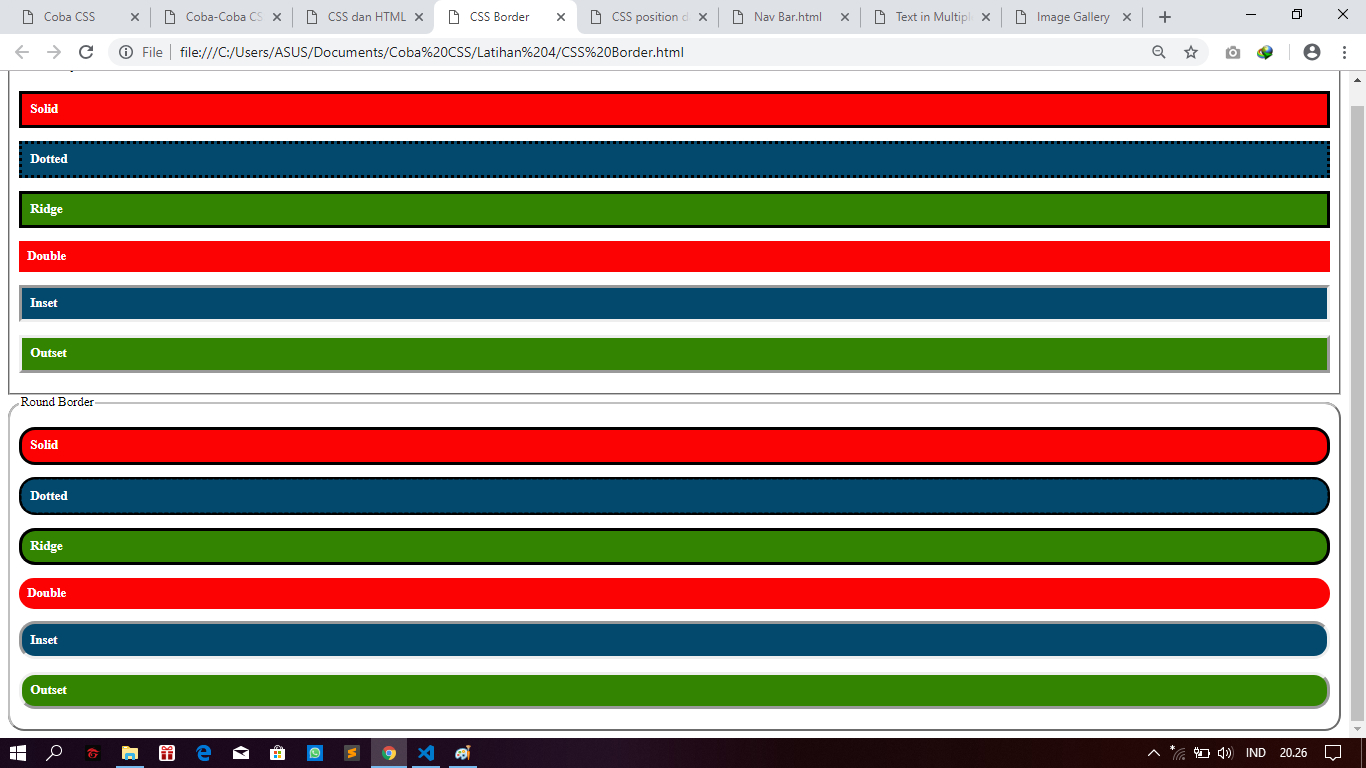 Coba CSS
Coba-Coba CS
CSS dan HTML
CSS Border
CSS position d
Nav Bar.html
Text in Multipl
Image Gallery
File
file:///C:/Users/ASUS/Documents/Coba%20CSS/Latihan%204/CSS%20Border.html
Solid
Dotted
Ridge
Double
Inset
Outset
Round Border
Solid
Dotted
Ridge
Double
Inset
Outset
IND
20.26